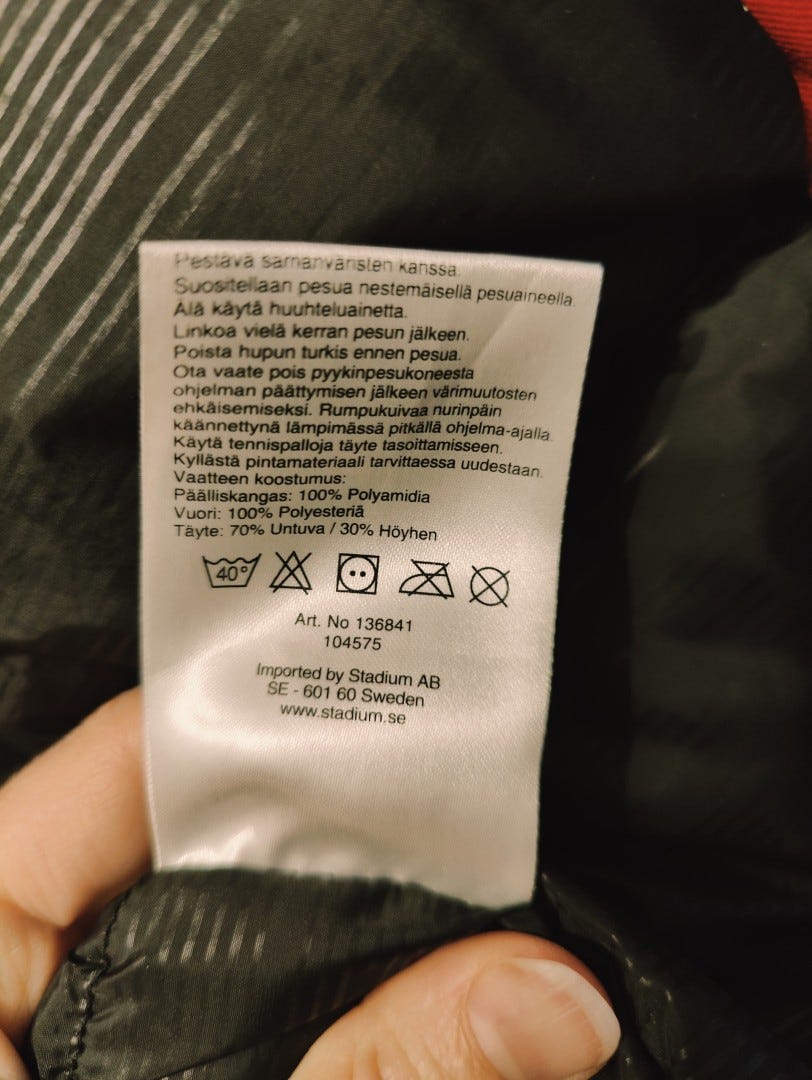 Pestävä samanväristen kanssa.
Suositellaan pesua nestemäisellä pesuaineella.
Älä käytä huuhteluainetta.
Linkoa vielä kerran pesun jälkeen.
Poista hupun turkis ennen pesua.
Ota vaate pois pyykinpesukoneesta
ohjelman päättymisen jälkeen värimuutosten
ehkäisemiseksi. Rumpukuivaa nurinpäin
käännettynä lämpimässä pitkällä ohjelma-ajalla.
Käytä tennispalloja täyte tasoittamisseen.
Kyllästä pintamateriaali tarvittaessa uudestaan.
Vaatteen koostumus:
Päälliskangas: 100% Polyamidia
Vuori: 100% Polyesteriä
Täyte: 70% Untuva / 30% Höyhen
40°
Art. No 136841
104575
Imported by Stadium AB
SE - 601 60 Sweden
www.stadium.se